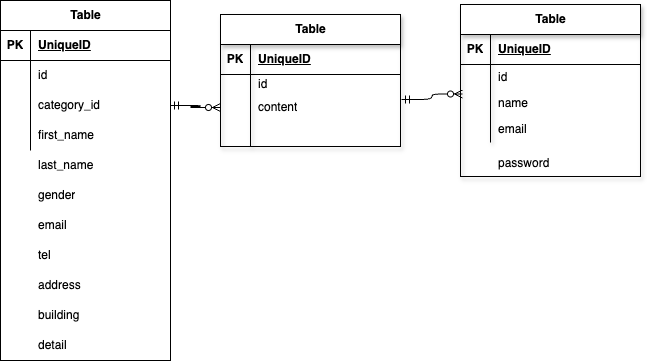 Table
PK UniqueID
id
category_id
first_name
last_name
gender
email
tel
address
building
detail
Table
PK UniqueID
id
content
Table
PK UniqueID
id
name
email
password